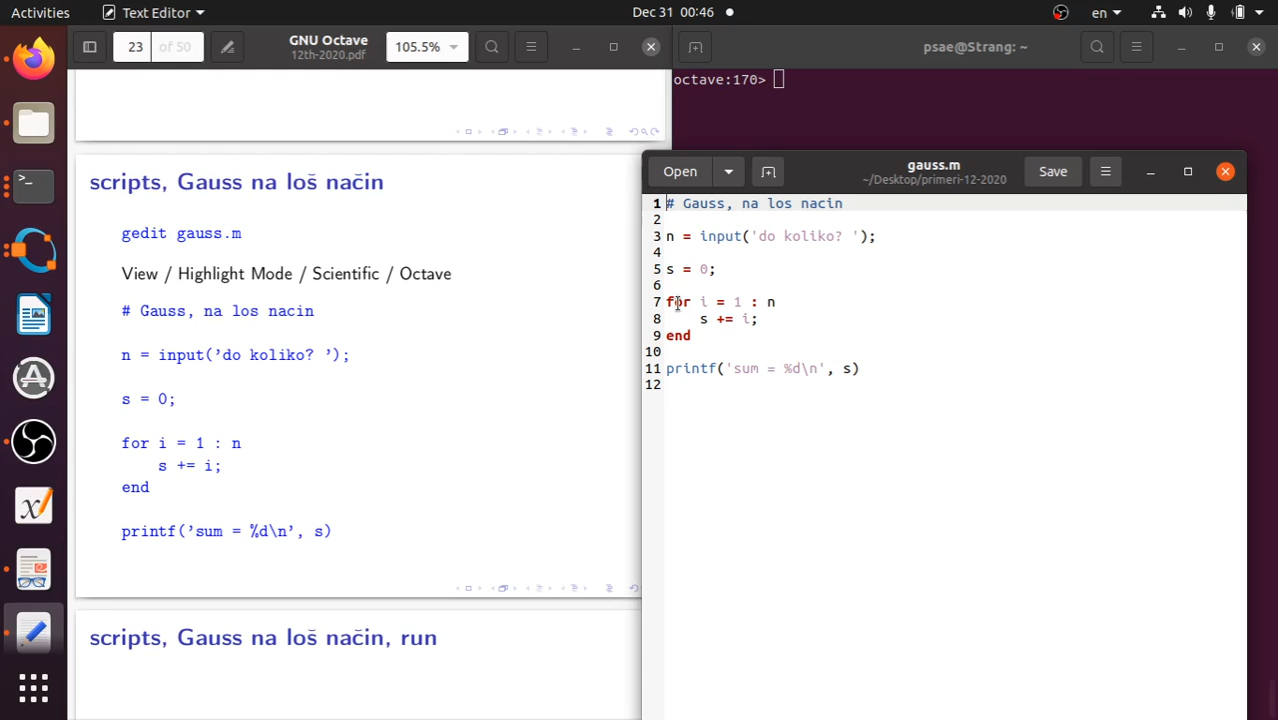 Activities
Text Editor
Dec 31 00:46
en
23 of 50
GNU Octave
12th-2020.pdf
105.5%
psae@Strang: ~
octave:170>
scripts, Gauss na loš način
gedit gauss.m
View / Highlight Mode / Scientific / Octave
# Gauss, na los nacin
n = input('do koliko? ');
s = 0;
for i = 1 : n
s += i;
end
printf('sum = %d\n', s)
scripts, Gauss na loš način, run
Open
gauss.m
~/Desktop/primeri-12-2020
Save
1 # Gauss, na los nacin
2
3 n = input('do koliko? ');
4
5 s = 0;
6
7 for i = 1 : n
8 s += i;
9 end
10
11 printf('sum = %d\n', s)
12